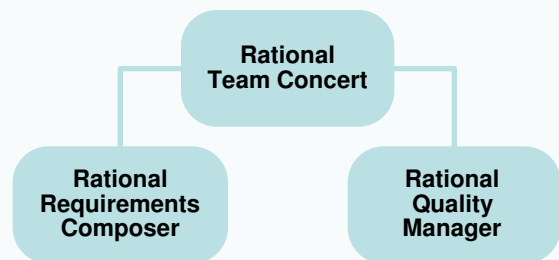 Rational
Team Concert
Rational
Requirements
Composer
Rational
Quality
Manager